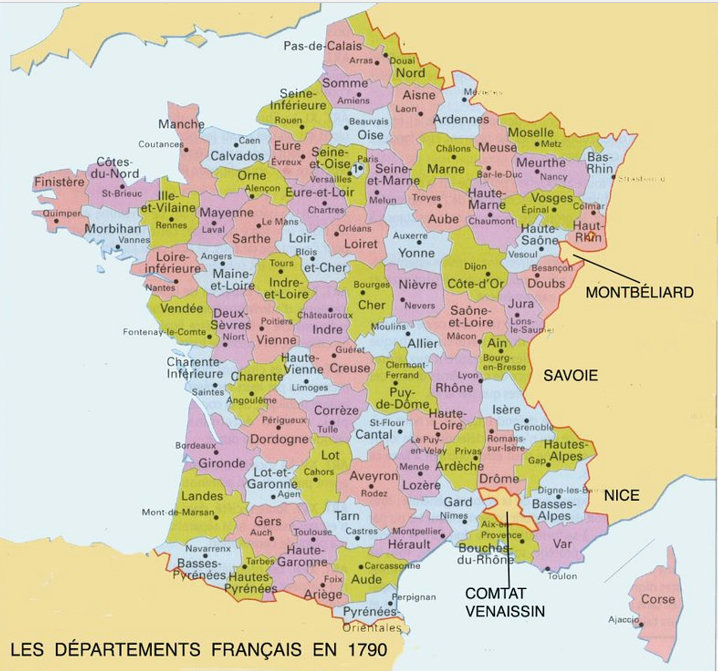 Pas-de-Calais
Arras
Douai
Nord
Somme
Amiens
Aisne
Laon
Mézières
Ardennes
Seine-
Inférieure
Rouen
Beauvais
Oise
Manche
Coutances
Caen
Calvados
Eure
Évreux
Seine-
et-Oise
Versailles
Paris
1
Seine-
et-Marne
Melun
Châlons
Marne
Meuse
Bar-le-Duc
Moselle
Metz
Meurthe
Nancy
Bas-
Rhin
Strasbourg
Côtes-
du-Nord
St-Brieuc
Finistère
Quimper
Morbihan
Vannes
Ille-
et-Vilaine
Rennes
Mayenne
Laval
Orne
Alençon
Eure-et-Loir
Chartres
Le Mans
Sarthe
Loir-
Blois
et-Cher
Orléans
Loiret
Troyes
Aube
Haute-
Marne
Chaumont
Vosges
Épinal
Colmar
Haut-
Rhin
Auxerre
Yonne
Haute-
Saône
Vesoul
Loire-
inférieure
Nantes
Angers
Maine-
et-Loire
Tours
Indre-
et-Loire
Bourges
Cher
Nièvre
Nevers
Dijon
Côte-d'Or
Besançon
Doubs
MONTBÉLIARD
Vendée
Fontenay-le-Comte
Deux-
Sèvres
Niort
Poitiers
Vienne
Châteauroux
Indre
Moulins
Allier
Saône-
et-Loire
Mâcon
Jura
Lons-
le-Saunier
Ain
Bourg-
en-Bresse
SAVOIE
Charente-
Inférieure
Saintes
Charente
Angoulême
Haute-
Vienne
Limoges
Guéret
Creuse
Clermont-
Ferrand
Puy-
de-Dôme
Lyon
Rhône
Isère
Grenoble
Périgueux
Dordogne
Corrèze
Tulle
St-Flour
Cantal
Haute-
Loire
Le Puy-
en-Velay
Privas
Ardèche
Romans-
sur-Isère
Drôme
Hautes-
Alpes
Gap
Bordeaux
Gironde
Lot-et-
Garonne
Agen
Lot
Cahors
Aveyron
Rodez
Mende
Lozère
Digne-les-Bains
Basses-
Alpes
NICE
Landes
Mont-de-Marsan
Gers
Auch
Toulouse
Haute-
Garonne
Tarn
Castres
Montpellier
Hérault
Gard
Nîmes
Aix-en-
Provence
Bouches-
du-Rhône
Var
Toulon
Navarrenx
Basses-
Pyrénées
Tarbes
Hautes
Pyrénées
Foix
Ariège
Carcassonne
Aude
Perpignan
Pyrénées-
Orientales
COMTAT
VENAISSIN
Corse
Ajaccio
LES DÉPARTEMENTS FRANÇAIS EN 1790